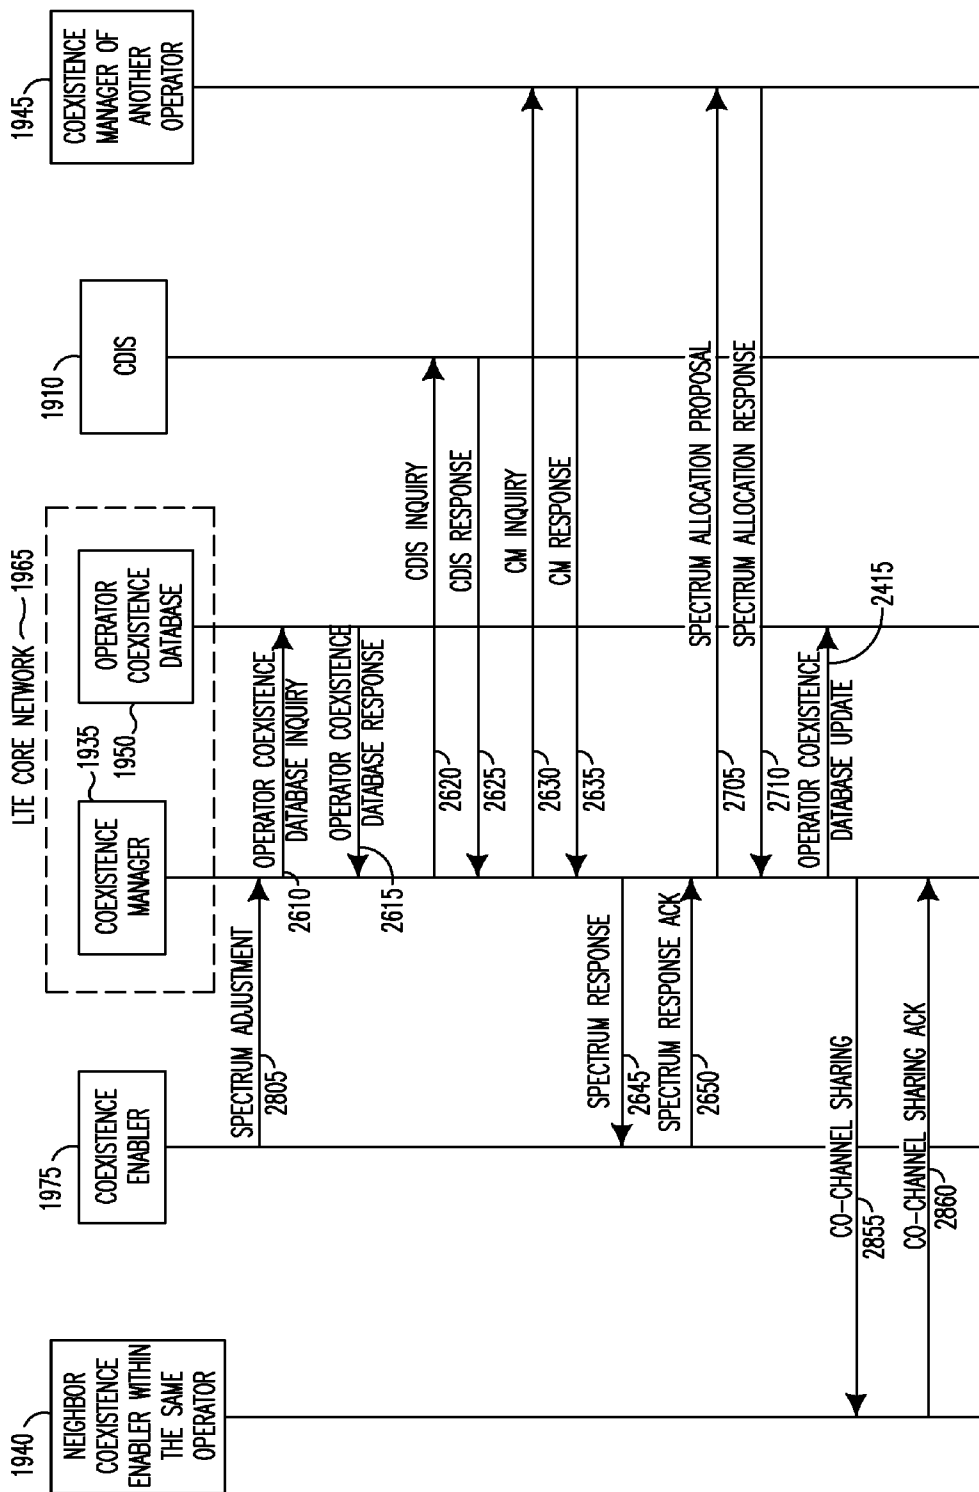 LTE CORE NETWORK 1965
1940
NEIGHBOR
COEXISTENCE
ENABLER WITHIN
THE SAME
OPERATOR
1975
COEXISTENCE
ENABLER
1935
COEXISTENCE
MANAGER
1950
OPERATOR
COEXISTENCE
DATABASE
1910
CDIS
1945
COEXISTENCE
MANAGER OF
ANOTHER
OPERATOR
SPECTRUM ADJUSTMENT
2805
OPERATOR COEXISTENCE
DATABASE INQUIRY
2610
OPERATOR COEXISTENCE
DATABASE RESPONSE
2615
CDIS INQUIRY
2620
CDIS RESPONSE
2625
CM INQUIRY
2630
CM RESPONSE
2635
SPECTRUM RESPONSE
2645
SPECTRUM RESPONSE ACK
2650
SPECTRUM ALLOCATION PROPOSAL
2705
SPECTRUM ALLOCATION RESPONSE
2710
OPERATOR COEXISTENCE
DATABASE UPDATE
2415
CO-CHANNEL SHARING
2855
CO-CHANNEL SHARING ACK
2860